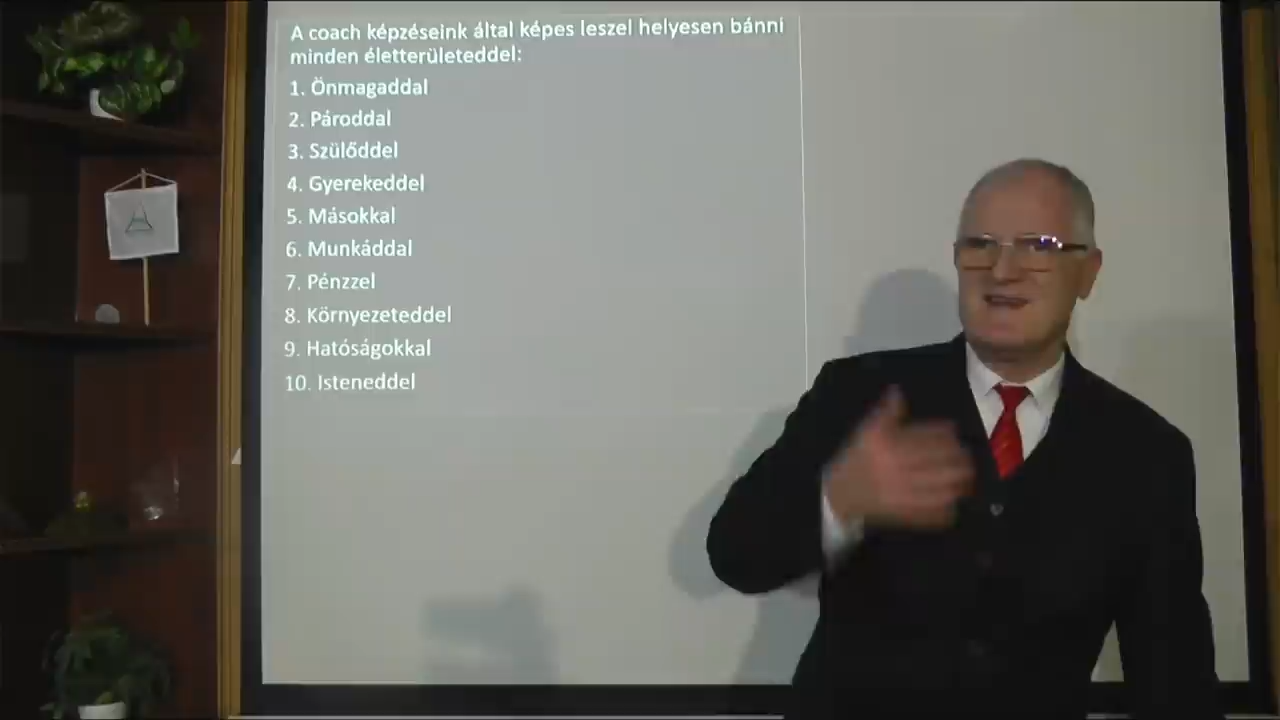 A coach képzéseink által képes leszel helyesen bánni
minden életterületeddel:
1. Önmagaddal
2. Pároddal
3. Szülőddel
4. Gyerekeddel
5. Másokkal
6. Munkáddal
7. Pénzzel
8. Környezeteddel
9. Hatóságokkal
10. Isteneddel